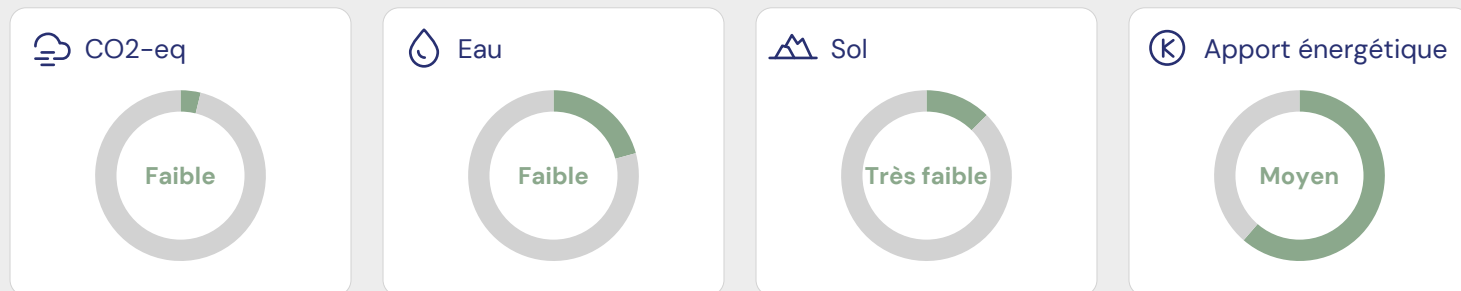 CO2-eq
Faible
Eau
Faible
Sol
Très faible
Apport énergétique
Moyen